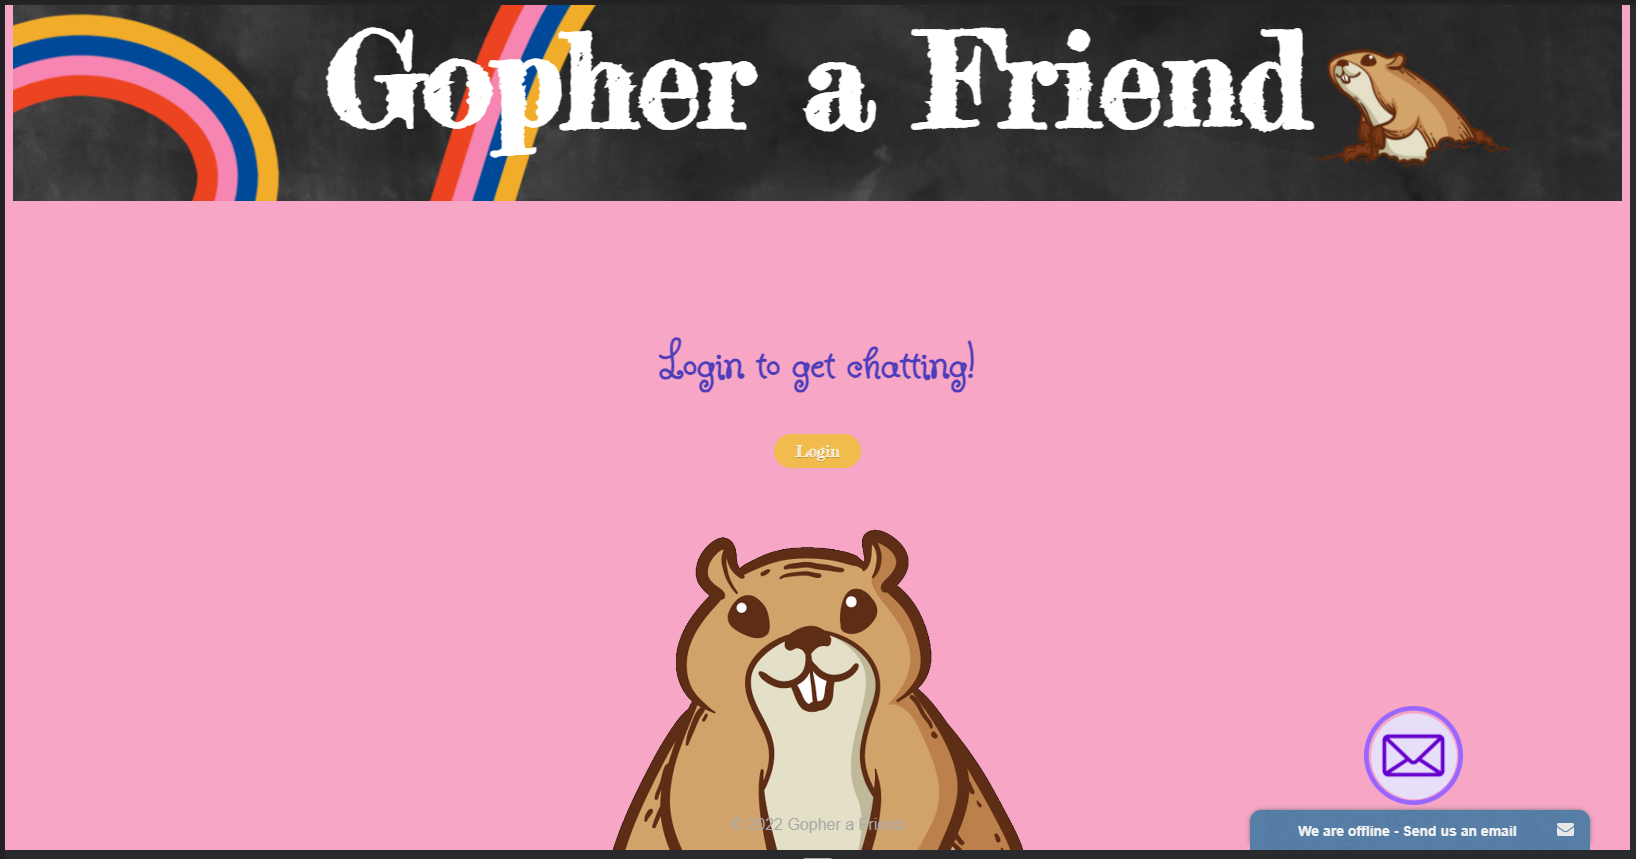 Gopher a Friend
Login to get chatting!
Login
© 2022 Gopher a Friend
We are offline - Send us an email